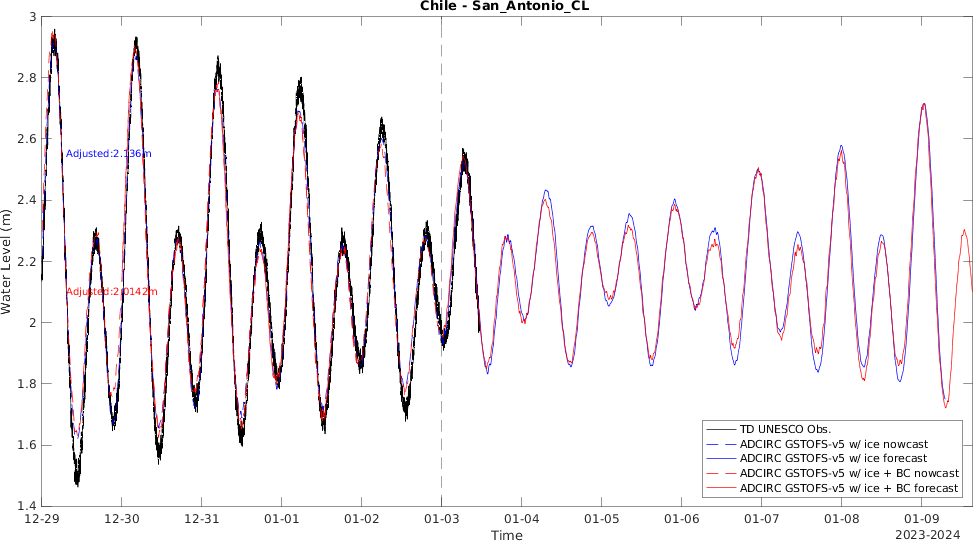 Chile - San_Antonio_CL
3
2.8
2.6
2.4
2.2
2
1.8
1.6
1.4
Water Level (m)
Adjusted:2.136m
Adjusted:2.0142m
TD UNESCO Obs.
ADCIRC GSTOFS-v5 w/ ice nowcast
ADCIRC GSTOFS-v5 w/ ice forecast
ADCIRC GSTOFS-v5 w/ ice + BC nowcast
ADCIRC GSTOFS-v5 w/ ice + BC forecast
12-29 12-30 12-31 01-01 01-02 01-03 01-04 01-05 01-06 01-07 01-08 01-09
Time
2023-2024